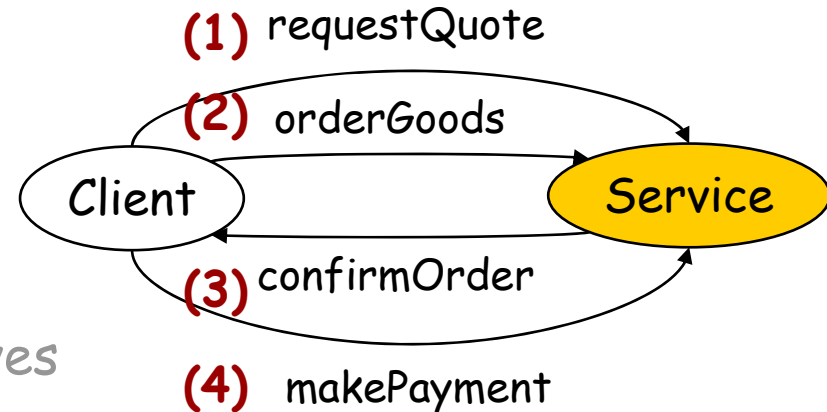 (1) requestQuote
(2) orderGoods
Client
Service
(3) confirmOrder
(4) makePayment